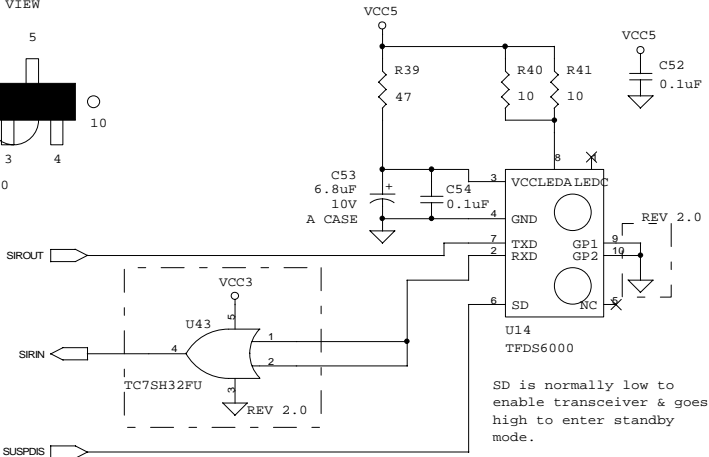 VIEW
5
10
3
4
0
VCC5
R39
47
R40
10
R41
10
VCC5
C52
0.1uF
C53
6.8uF
10V
A CASE
+
C54
0.1uF
8
3
VCC LEDA LEDC
4
GND
7
TXD
2
RXD
6
SD
GP1
9
GP2
10
NC
5
REV 2.0
U14
TFDS6000
SIROUT
VCC3
U43
5
1
2
4
3
SIRIN
TC7SH32FU
REV 2.0
SUSPDIS
SD is normally low to
enable transceiver & goes
high to enter standby
mode.